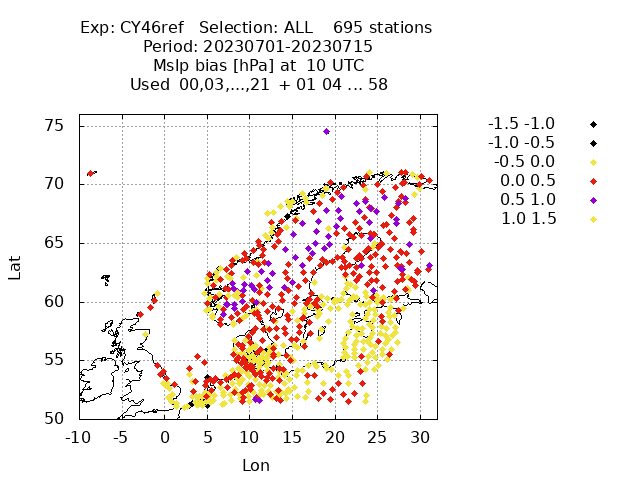 Exp: CY46ref Selection: ALL 695 stations
Period: 20230701-20230715
Mslp bias [hPa] at 10 UTC
Used 00,03,...,21 + 01 04 ... 58
-1.5 -1.0
-1.0 -0.5
-0.5 0.0
0.0 0.5
0.5 1.0
1.0 1.5
75
70
65
60
55
50
Lat
-10 -5 0 5 10 15 20 25 30
Lon